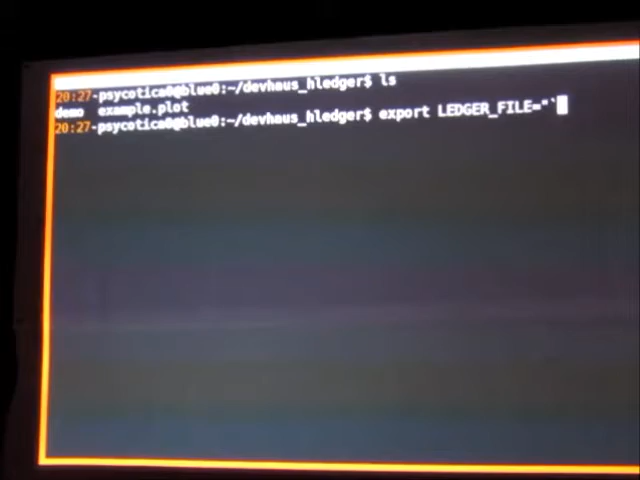 20:27-psycotica0@blue0:~/devhaus_hledger$ ls
demo  example.plot
20:27-psycotica0@blue0:~/devhaus_hledger$ export LEDGER_FILE="`